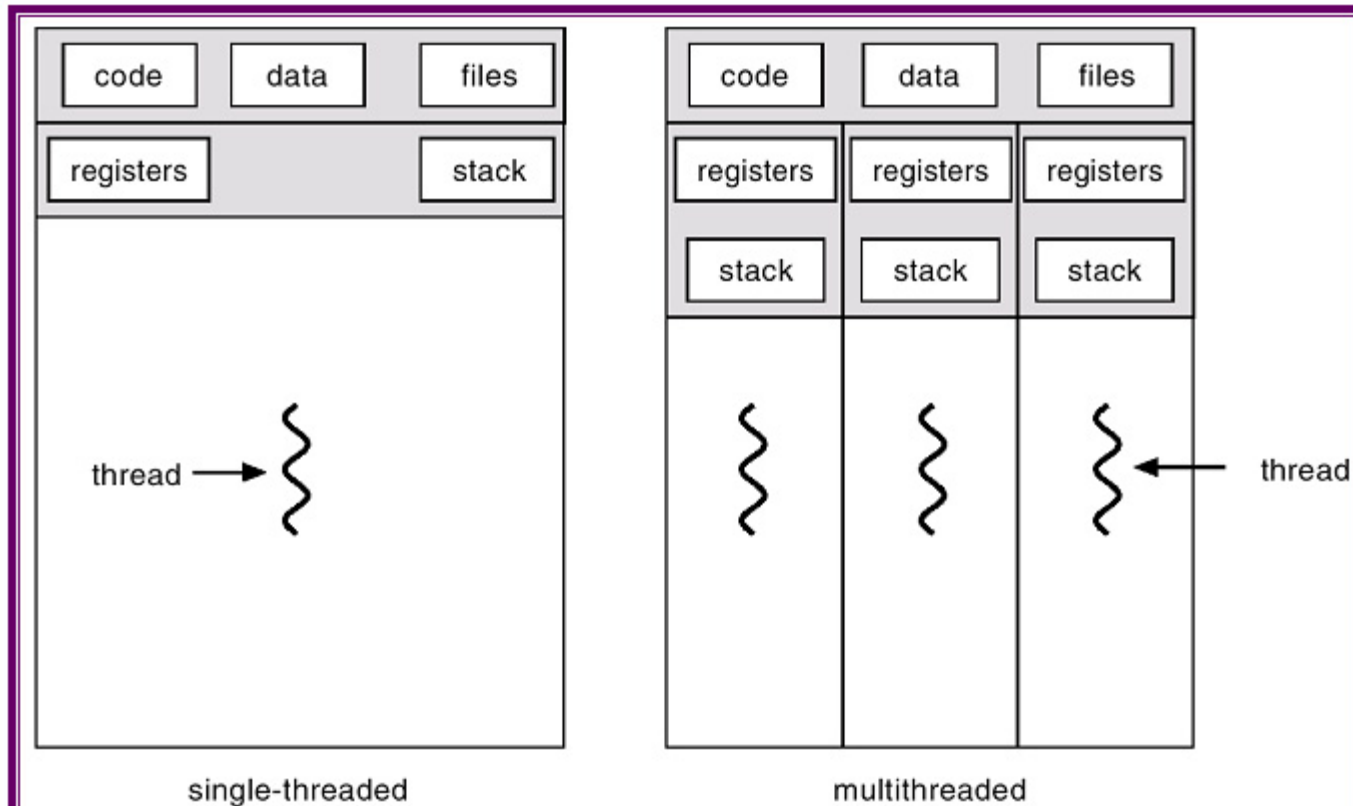 code data files
registers stack
thread
single-threaded
code data files
registers registers registers
stack stack stack
thread
multithreaded